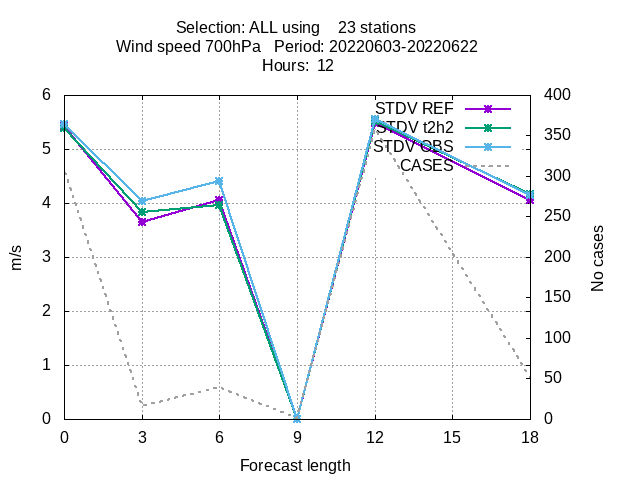 Selection: ALL using    23 stations
Wind speed 700hPa   Period: 20220603-20220622
Hours:  12
6
5
4
3
2
1
0
m/s
400
350
300
250
200
150
100
50
0
No cases
STDV REF
STDV t2h2
STDV OBS
CASES
0 3 6 9 12 15 18
Forecast length